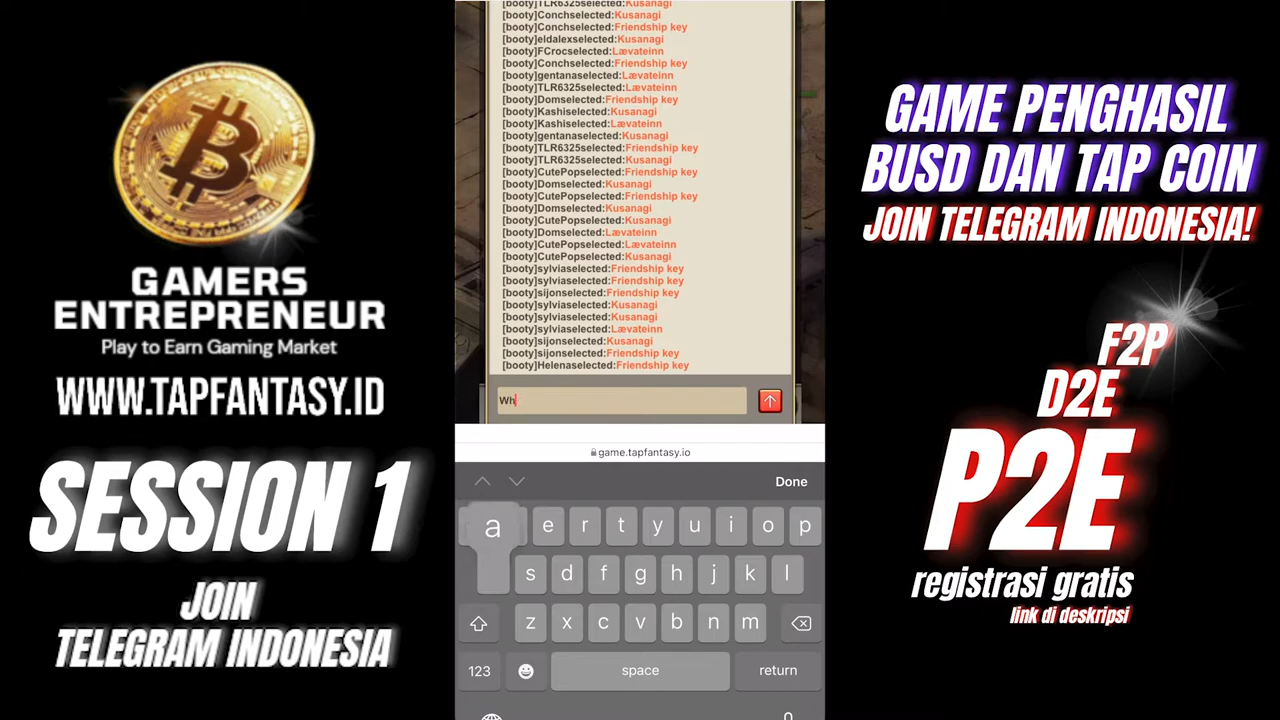 GAMERS
ENTREPRENEUR
Play to Earn Gaming Market
WWW.TAPFANTASY.ID
SESSION 1
JOIN
TELEGRAM INDONESIA
[booty]TLR6325selected:Kusanagi
[booty]Conchselected:Kusanagi
[booty]Conchselected:Friendship key
[booty]eldalexselected:Kusanagi
[booty]FCrocselected:Lævateinn
[booty]Conchselected:Friendship key
[booty]gentanaselected:Lævateinn
[booty]TLR6325selected:Lævateinn
[booty]Domselected:Friendship key
[booty]Kashiselected:Kusanagi
[booty]Kashiselected:Lævateinn
[booty]gentanaselected:Kusanagi
[booty]TLR6325selected:Friendship key
[booty]TLR6325selected:Kusanagi
[booty]CutePopselected:Friendship key
[booty]Domselected:Kusanagi
[booty]CutePopselected:Friendship key
[booty]Domselected:Kusanagi
[booty]CutePopselected:Kusanagi
[booty]Domselected:Lævateinn
[booty]CutePopselected:Lævateinn
[booty]CutePopselected:Kusanagi
[booty]sylviaselected:Friendship key
[booty]sylviaselected:Friendship key
[booty]sijonselected:Friendship key
[booty]sylviaselected:Kusanagi
[booty]sylviaselected:Kusanagi
[booty]sylviaselected:Lævateinn
[booty]sijonselected:Kusanagi
[booty]sijonselected:Friendship key
[booty]Helenaselected:Friendship key
Wh
game.tapfantasy.io
Done
a e r t y u i o p
s d f g h j k l
z x c v b n m
123 space return
GAME PENGHASIL
BUSD DAN TAP COIN
JOIN TELEGRAM INDONESIA!
F2P
D2E
P2E
registrasi gratis
link di deskripsi